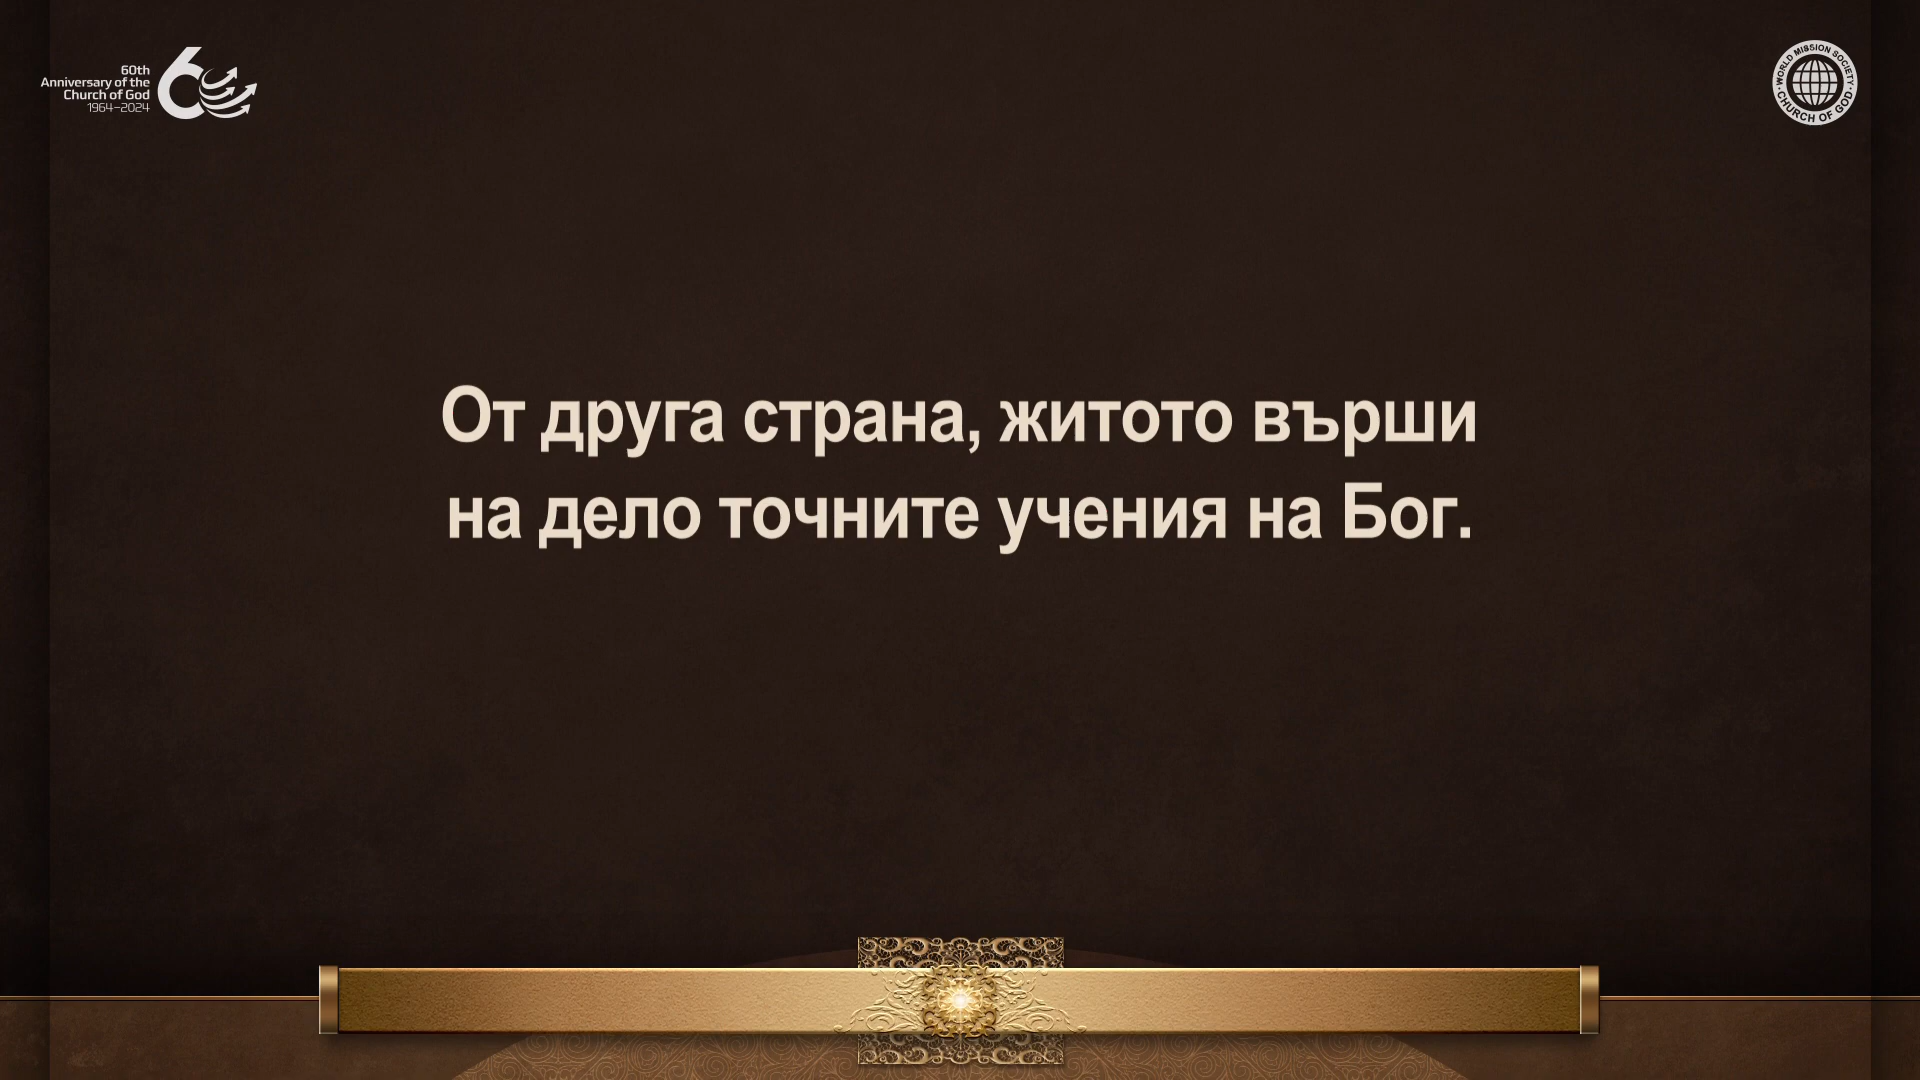 60th
Anniversary of the
Church of God
1964–2024
WORLD MISSION SOCIETY
CHURCH OF GOD
От друга страна, житото върши
на дело точните учения на Бог.